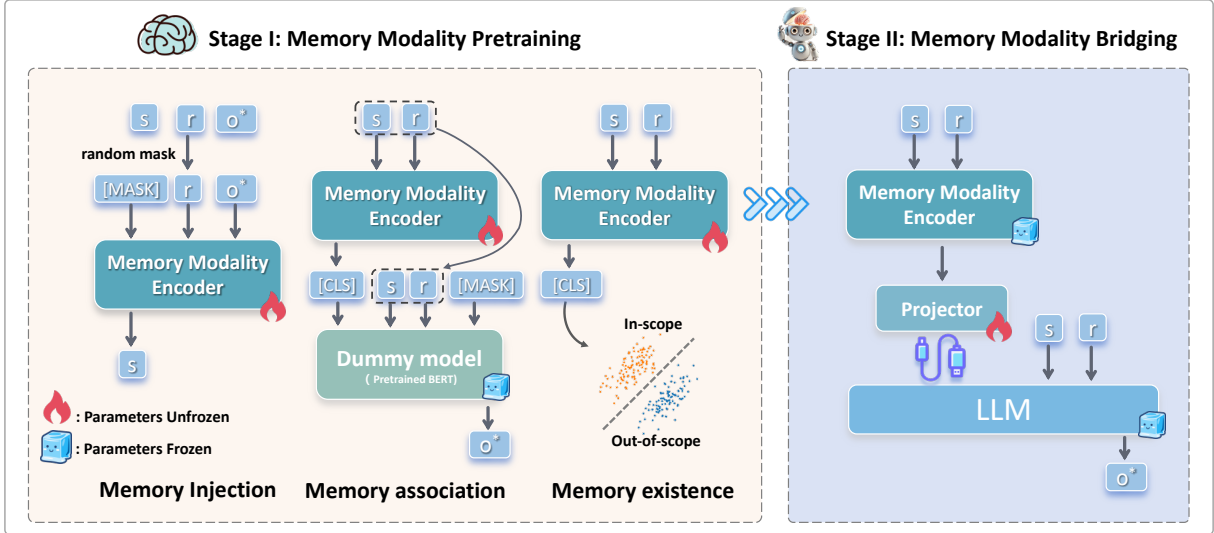 Stage I: Memory Modality Pretraining
s r o*
random mask
[MASK] r o*
Memory Modality
Encoder
s
: Parameters Unfrozen
: Parameters Frozen
Memory Injection
s r
Memory Modality
Encoder
[CLS] s r [MASK]
Dummy model
( Pretrained BERT)
o*
Memory association
s r
Memory Modality
Encoder
[CLS]
In-scope
Out-of-scope
Memory existence
Stage II: Memory Modality Bridging
s r
Memory Modality
Encoder
Projector
s r
LLM
o*